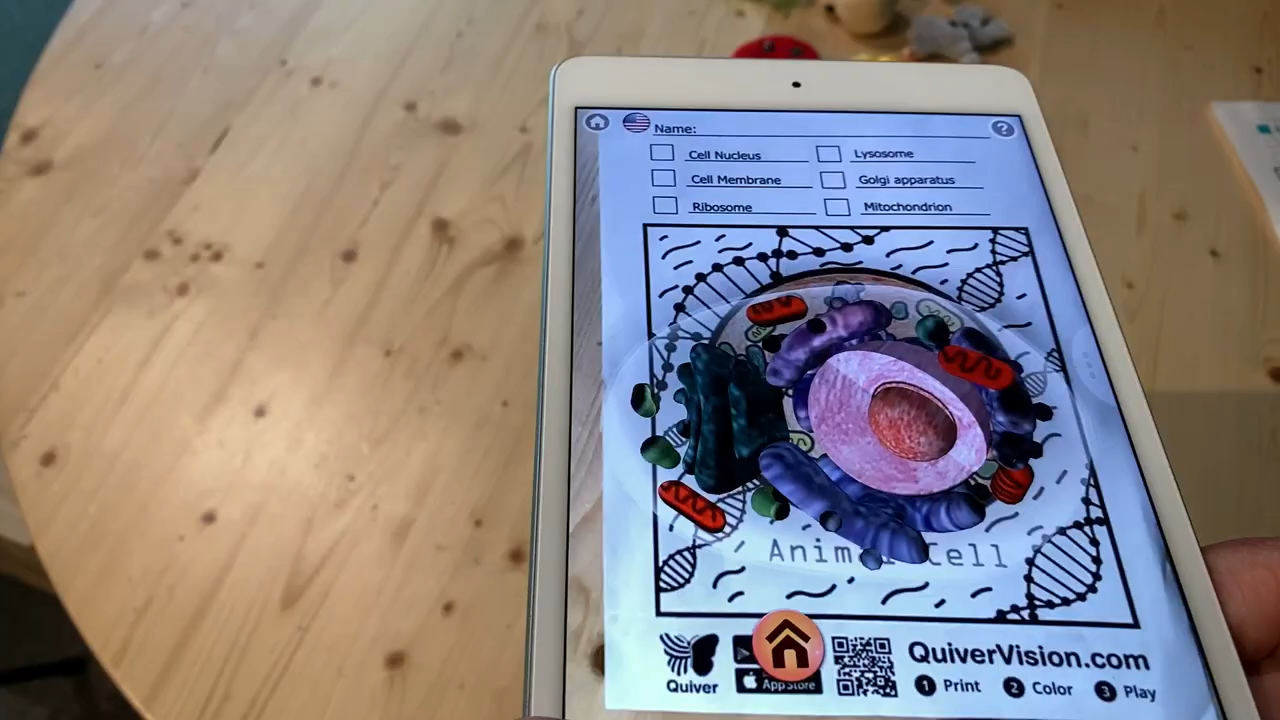 Name:
Cell Nucleus Lysosome
Cell Membrane Golgi apparatus
Ribosome Mitochondrion
Animal Cell
Quiver
App Store
QuiverVision.com
1 Print 2 Color 3 Play
?